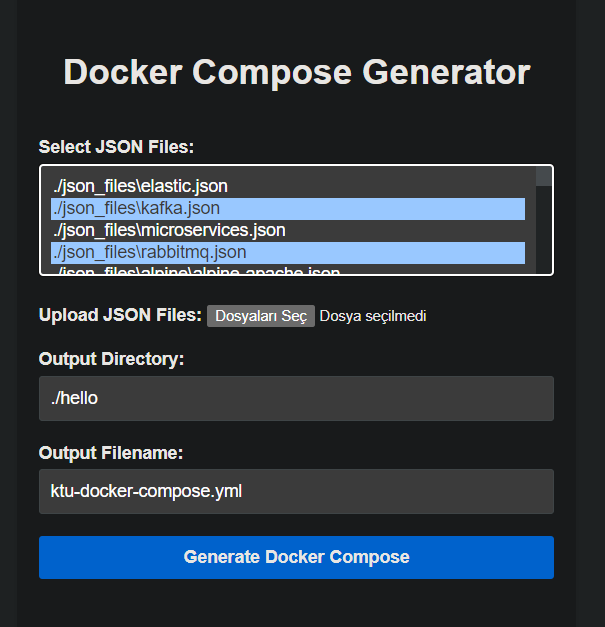 Docker Compose Generator
Select JSON Files:
./json_files\elastic.json
./json_files\kafka.json
./json_files\microservices.json
./json_files\rabbitmq.json
./json_files\alpine\alpine-apache.json
Upload JSON Files: Dosyaları Seç Dosya seçilmedi
Output Directory:
./hello
Output Filename:
ktu-docker-compose.yml
Generate Docker Compose